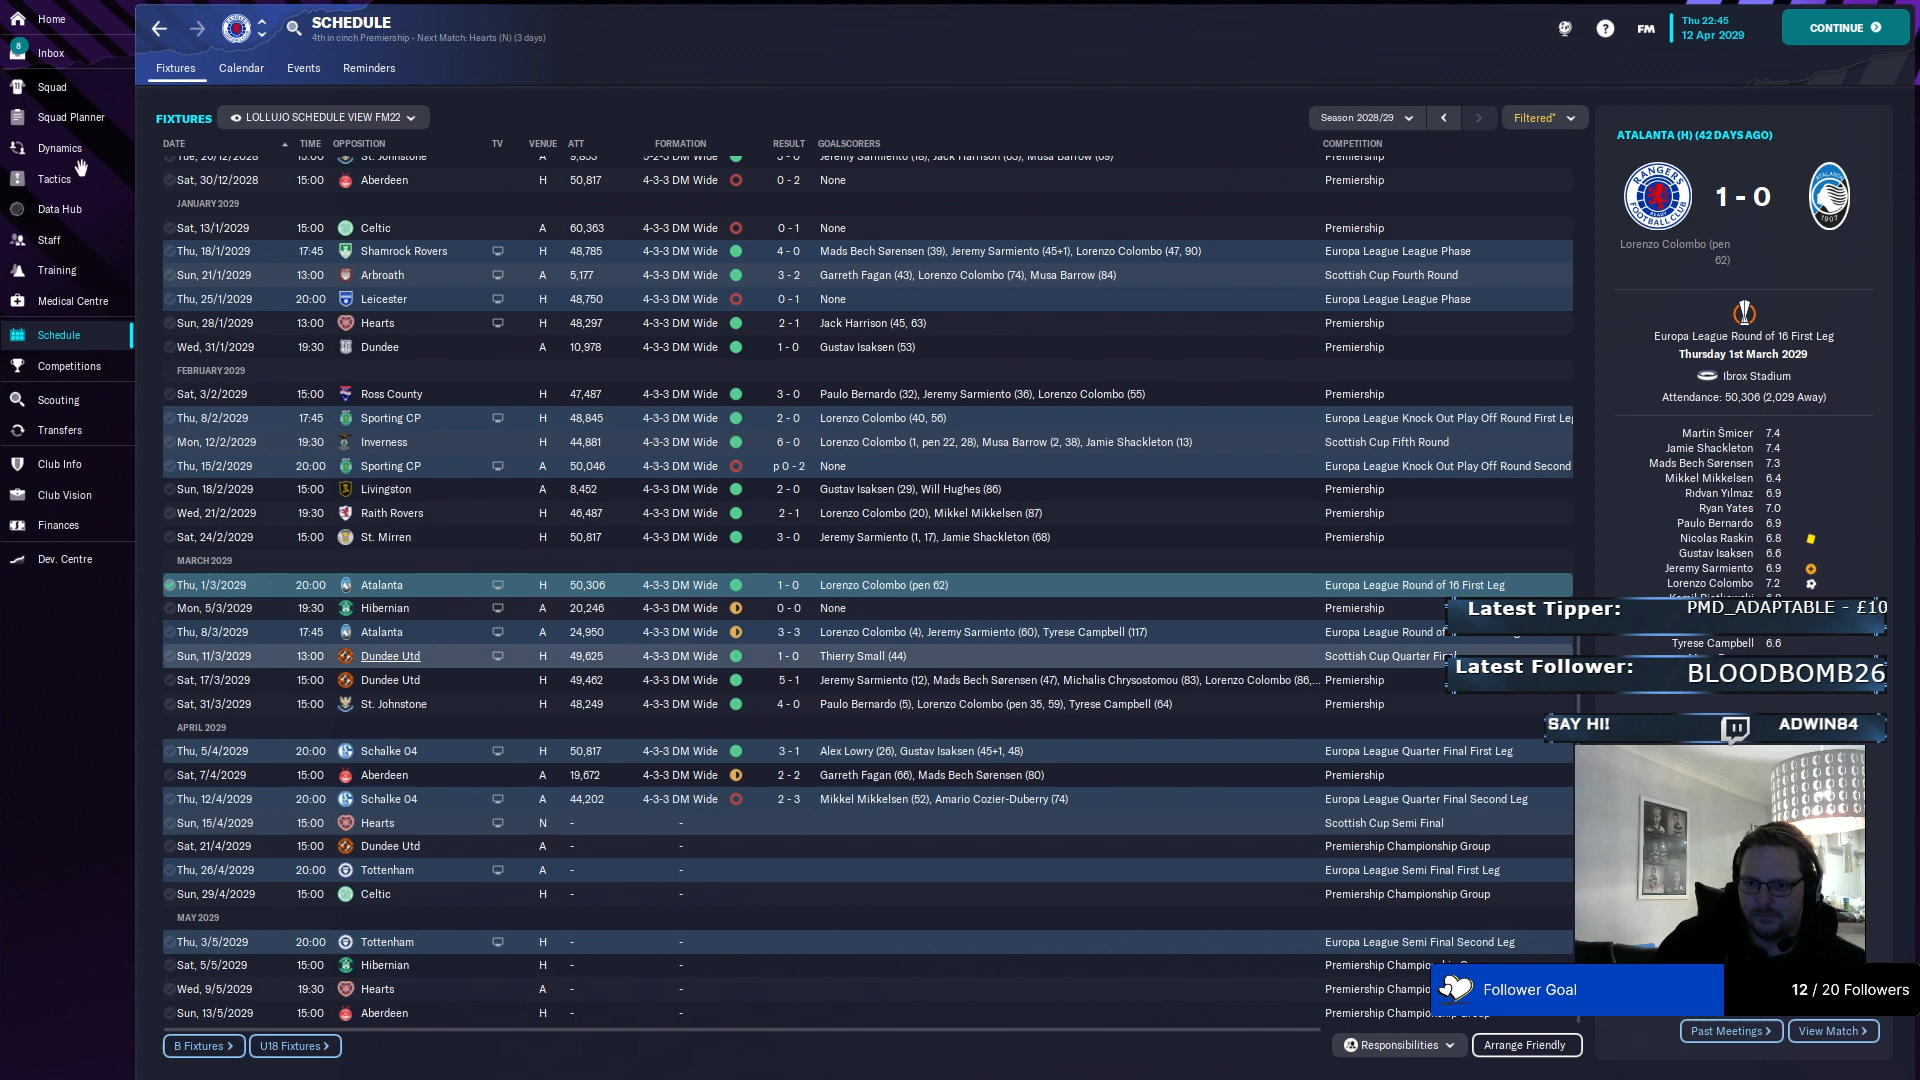 Home
8
Inbox
Squad
Squad Planner
Dynamics
Tactics
Data Hub
Staff
Training
Medical Centre
Schedule
Competitions
Scouting
Transfers
Club Info
Club Vision
Finances
Dev. Centre
SCHEDULE
4th in cinch Premiership - Next Match: Hearts (N) (3 days)
FM
Thu 22:45
12 Apr 2029
CONTINUE
Fixtures Calendar Events Reminders
FIXTURES LOLLUJO SCHEDULE VIEW FM22 Season 2028/29 Filtered*
DATE TIME OPPOSITION TV VENUE ATT FORMATION RESULT GOALSCORERS COMPETITION
Sat, 30/12/2028 15:00 Aberdeen H 50,817 4-3-3 DM Wide 0 - 2 None Premiership
JANUARY 2029
Sat, 13/1/2029 15:00 Celtic A 60,363 4-3-3 DM Wide 0 - 1 None Premiership
Thu, 18/1/2029 17:45 Shamrock Rovers H 48,785 4-3-3 DM Wide 4 - 0 Mads Bech Sørensen (39), Jeremy Sarmiento (45+1), Lorenzo Colombo (47, 90) Europa League League Phase
Sun, 21/1/2029 13:00 Arbroath A 5,177 4-3-3 DM Wide 3 - 2 Garreth Fagan (43), Lorenzo Colombo (74), Musa Barrow (84) Scottish Cup Fourth Round
Thu, 25/1/2029 20:00 Leicester H 48,750 4-3-3 DM Wide 0 - 1 None Europa League League Phase
Sun, 28/1/2029 13:00 Hearts H 48,297 4-3-3 DM Wide 2 - 1 Jack Harrison (45, 63) Premiership
Wed, 31/1/2029 19:30 Dundee A 10,978 4-3-3 DM Wide 1 - 0 Gustav Isaksen (53) Premiership
FEBRUARY 2029
Sat, 3/2/2029 15:00 Ross County H 47,487 4-3-3 DM Wide 3 - 0 Paulo Bernardo (32), Jeremy Sarmiento (36), Lorenzo Colombo (55) Premiership
Thu, 8/2/2029 17:45 Sporting CP H 48,845 4-3-3 DM Wide 2 - 0 Lorenzo Colombo (40, 56) Europa League Knock Out Play Off Round First Leg
Mon, 12/2/2029 19:30 Inverness H 44,881 4-3-3 DM Wide 6 - 0 Lorenzo Colombo (1, pen 22, 28), Musa Barrow (2, 38), Jamie Shackleton (13) Scottish Cup Fifth Round
Thu, 15/2/2029 20:00 Sporting CP A 50,046 4-3-3 DM Wide p 0 - 2 None Europa League Knock Out Play Off Round Second
Sun, 18/2/2029 15:00 Livingston A 8,452 4-3-3 DM Wide 2 - 0 Gustav Isaksen (29), Will Hughes (86) Premiership
Wed, 21/2/2029 19:30 Raith Rovers H 46,487 4-3-3 DM Wide 2 - 1 Lorenzo Colombo (20), Mikkel Mikkelsen (87) Premiership
Sat, 24/2/2029 15:00 St. Mirren H 50,817 4-3-3 DM Wide 3 - 0 Jeremy Sarmiento (1, 17), Jamie Shackleton (68) Premiership
MARCH 2029
Thu, 1/3/2029 20:00 Atalanta H 50,306 4-3-3 DM Wide 1 - 0 Lorenzo Colombo (pen 62) Europa League Round of 16 First Leg
Mon, 5/3/2029 19:30 Hibernian A 20,246 4-3-3 DM Wide 0 - 0 None Premiership
Thu, 8/3/2029 17:45 Atalanta A 24,950 4-3-3 DM Wide 3 - 3 Lorenzo Colombo (4), Jeremy Sarmiento (60), Tyrese Campbell (117) Europa League Round of
Sun, 11/3/2029 13:00 Dundee Utd H 49,625 4-3-3 DM Wide 1 - 0 Thierry Small (44) Scottish Cup Quarter Final
Sat, 17/3/2029 15:00 Dundee Utd H 49,462 4-3-3 DM Wide 5 - 1 Jeremy Sarmiento (12), Mads Bech Sørensen (47), Michalis Chrysostomou (83), Lorenzo Colombo (86,... Premiership
Sat, 31/3/2029 15:00 St. Johnstone H 48,249 4-3-3 DM Wide 4 - 0 Paulo Bernardo (5), Lorenzo Colombo (pen 35, 59), Tyrese Campbell (64) Premiership
APRIL 2029
Thu, 5/4/2029 20:00 Schalke 04 H 50,817 4-3-3 DM Wide 3 - 1 Alex Lowry (26), Gustav Isaksen (45+1, 48) Europa League Quarter Final First Leg
Sat, 7/4/2029 15:00 Aberdeen A 19,672 4-3-3 DM Wide 2 - 2 Garreth Fagan (66), Mads Bech Sørensen (80) Premiership
Thu, 12/4/2029 20:00 Schalke 04 A 44,202 4-3-3 DM Wide 2 - 3 Mikkel Mikkelsen (52), Amario Cozier-Duberry (74) Europa League Quarter Final Second Leg
Sun, 15/4/2029 15:00 Hearts N - - Scottish Cup Semi Final
Sat, 21/4/2029 15:00 Dundee Utd A - - Premiership Championship Group
Thu, 26/4/2029 20:00 Tottenham A - - Europa League Semi Final First Leg
Sun, 29/4/2029 15:00 Celtic H - - Premiership Championship Group
MAY 2029
Thu, 3/5/2029 20:00 Tottenham H - - Europa League Semi Final Second Leg
Sat, 5/5/2029 15:00 Hibernian H - - Premiership Champio
Wed, 9/5/2029 19:30 Hearts A - - Premiership Champio
Sun, 13/5/2029 15:00 Aberdeen H - - Premiership Championship Group
B Fixtures U18 Fixtures Responsibilities Arrange Friendly
ATALANTA (H) (42 DAYS AGO)
RANGERS
FOOTBALL CLUB
READY
1 - 0
ATALANTA
1907
Lorenzo Colombo (pen
62)
Europa League Round of 16 First Leg
Thursday 1st March 2029
Ibrox Stadium
Attendance: 50,306 (2,029 Away)
Martin Šmicer 7.4
Jamie Shackleton 7.4
Mads Bech Sørensen 7.3
Mikkel Mikkelsen 6.4
Rıdvan Yılmaz 6.9
Ryan Yates 7.0
Paulo Bernardo 6.9
Nicolas Raskin 6.8
Gustav Isaksen 6.6
Jeremy Sarmiento 6.9
Lorenzo Colombo 7.2
Latest Tipper: PMD_ADAPTABLE - £10
Tyrese Campbell 6.6
Latest Follower: BLOODBOMB26
SAY HI! ADWIN84
Follower Goal 12 / 20 Followers
Past Meetings View Match